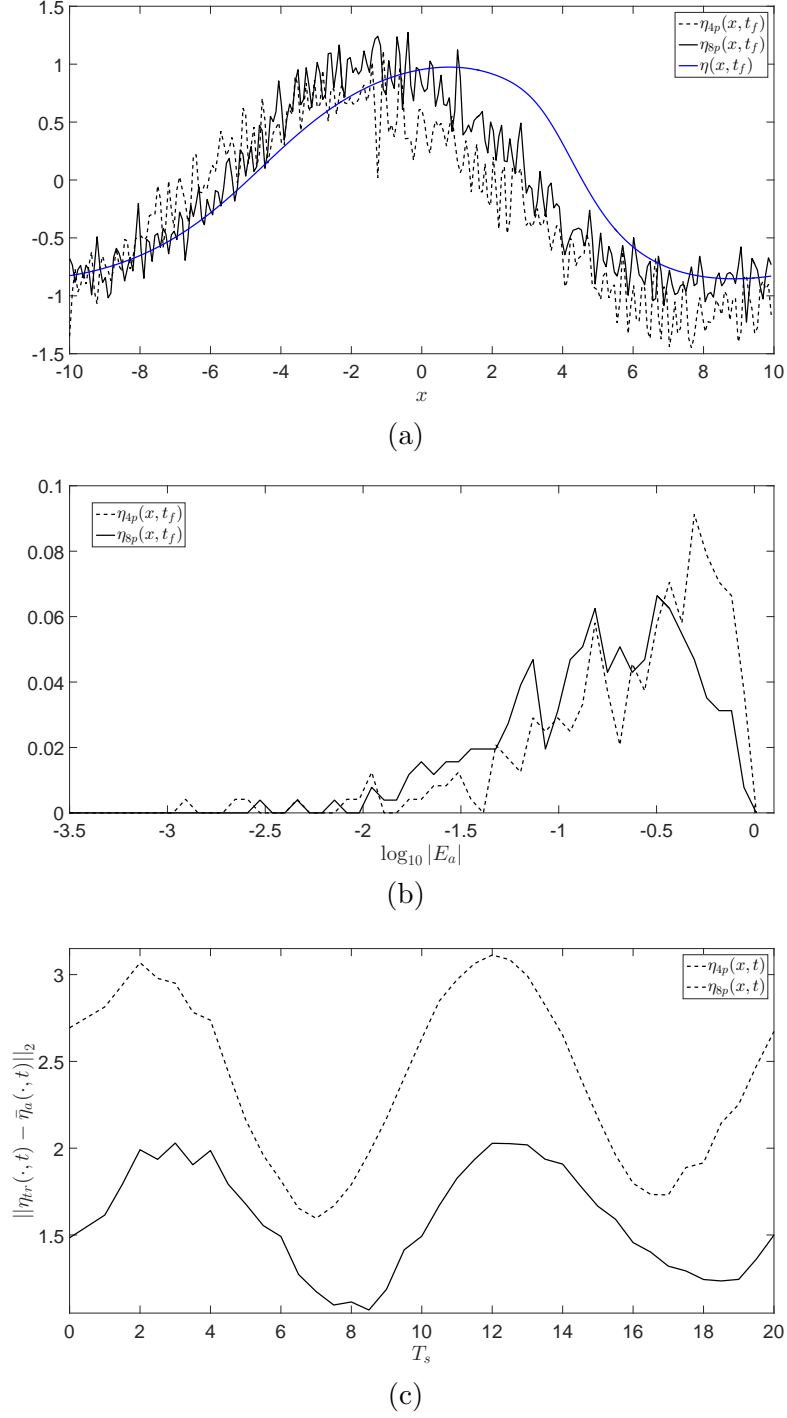 1.5
1
0.5
0
-0.5
-1
-1.5
η4p(x, tf)
η8p(x, tf)
η(x, tf)
-10 -8 -6 -4 -2 0 2 4 6 8 10
x
(a)
0.1
0.08
0.06
0.04
0.02
0
η4p(x, tf)
η8p(x, tf)
-3.5 -3 -2.5 -2 -1.5 -1 -0.5 0
log10 |Ea|
(b)
||ηtr(·, t) − η̄a(·, t)||2
3
2.5
2
1.5
η4p(x, t)
η8p(x, t)
0 2 4 6 8 10 12 14 16 18 20
Ts
(c)